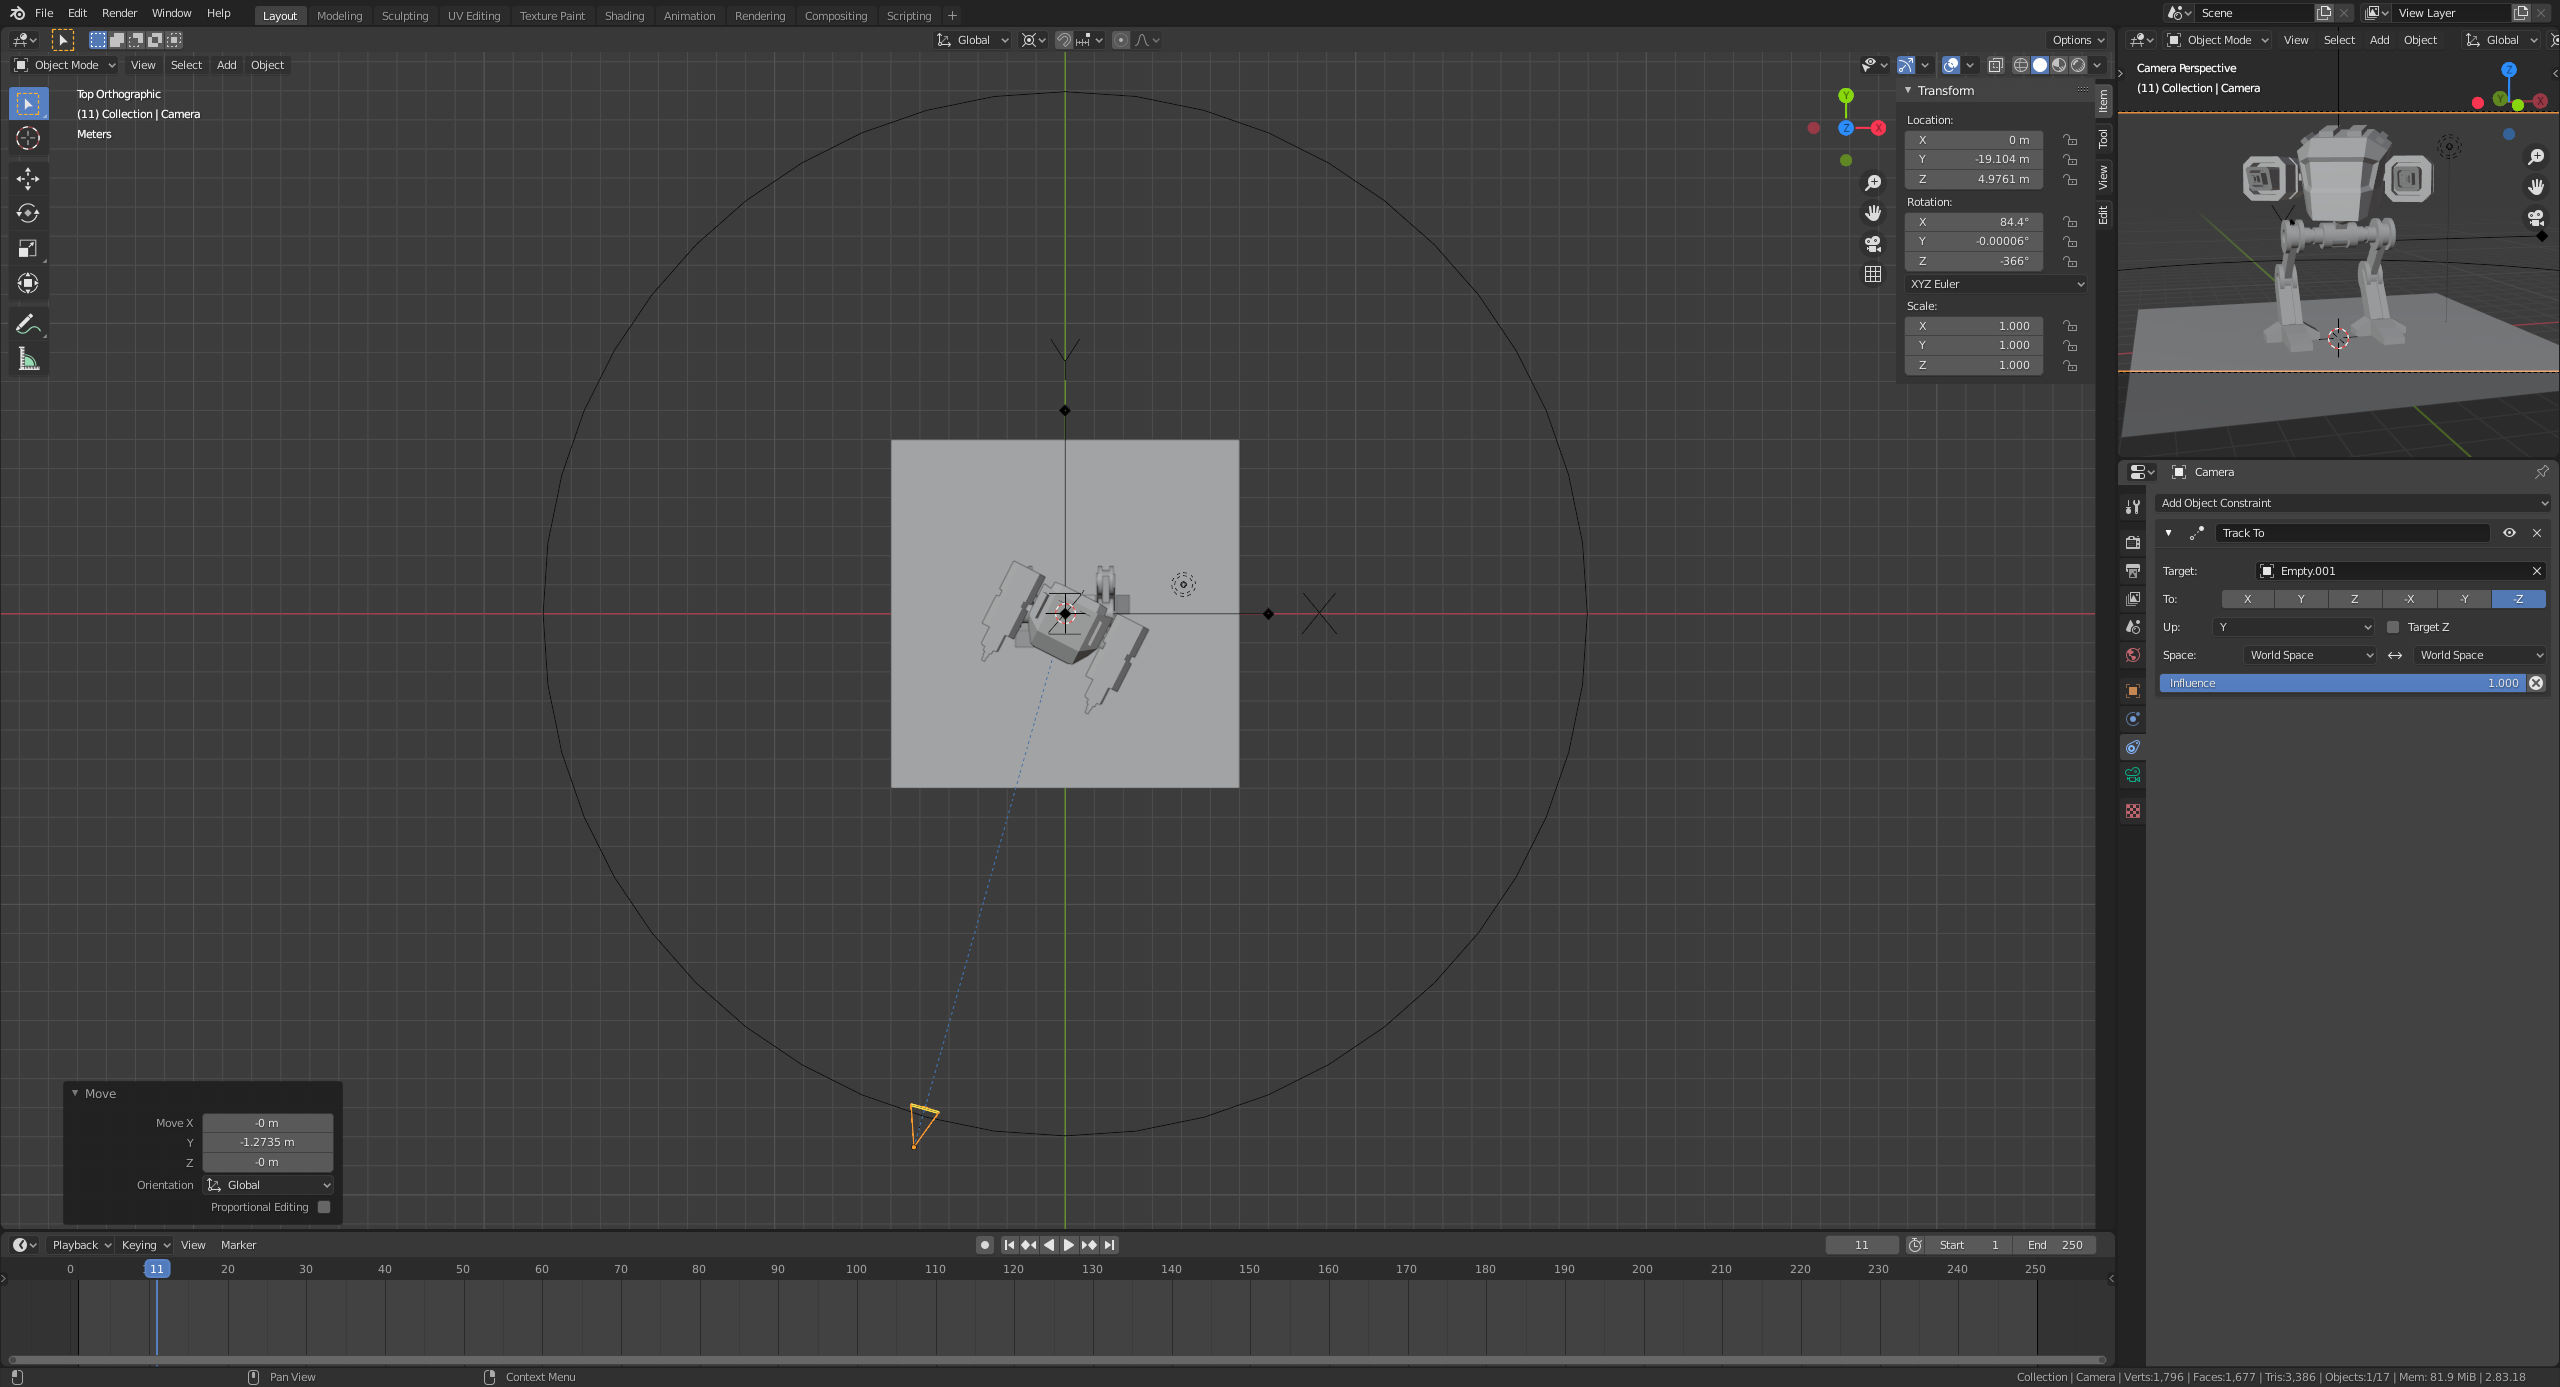 File Edit Render Window Help Layout Modeling Sculpting UV Editing Texture Paint Shading Animation Rendering Compositing Scripting + Scene View Layer
Global Options Object Mode View Select Add Object Global
Object Mode View Select Add Object
Top Orthographic
(11) Collection | Camera
Meters
Transform
Location:
X 0 m
Y -19.104 m
Z 4.9761 m
Rotation:
X 84.4°
Y -0.00006°
Z -366°
XYZ Euler
Scale:
X 1.000
Y 1.000
Z 1.000
Item
Tool
View
Edit
Y
Z
X
Camera Perspective
(11) Collection | Camera
Z
Y
X
Camera
Add Object Constraint
Track To
Target: Empty.001
To: X Y Z -X -Y -Z
Up: Y Target Z
Space: World Space World Space
Influence 1.000
Y
X
Z
Move
Move X -0 m
Y -1.2735 m
Z -0 m
Orientation Global
Proportional Editing
Playback Keying View Marker 11 Start 1 End 250
0 11 20 30 40 50 60 70 80 90 100 110 120 130 140 150 160 170 180 190 200 210 220 230 240 250
Pan View Context Menu Collection | Camera | Verts:1,796 | Faces:1,677 | Tris:3,386 | Objects:1/17 | Mem: 81.9 MiB | 2.83.18